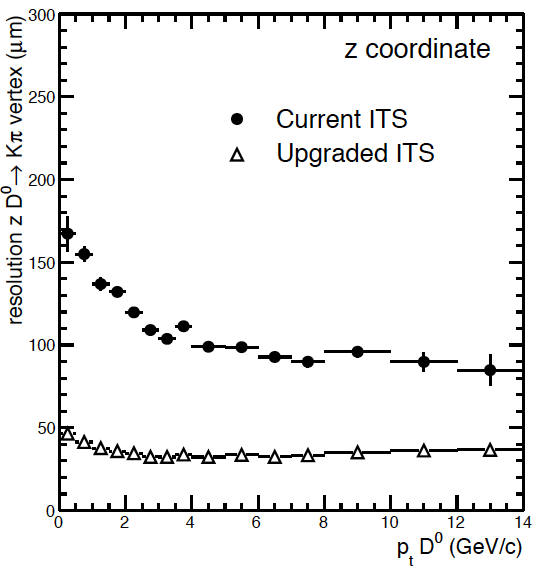 300
250
200
150
100
50
0
resolution z D⁰→ Kπ vertex (μm)
z coordinate
Current ITS
Upgraded ITS
0 2 4 6 8 10 12 14
pₜ D⁰ (GeV/c)